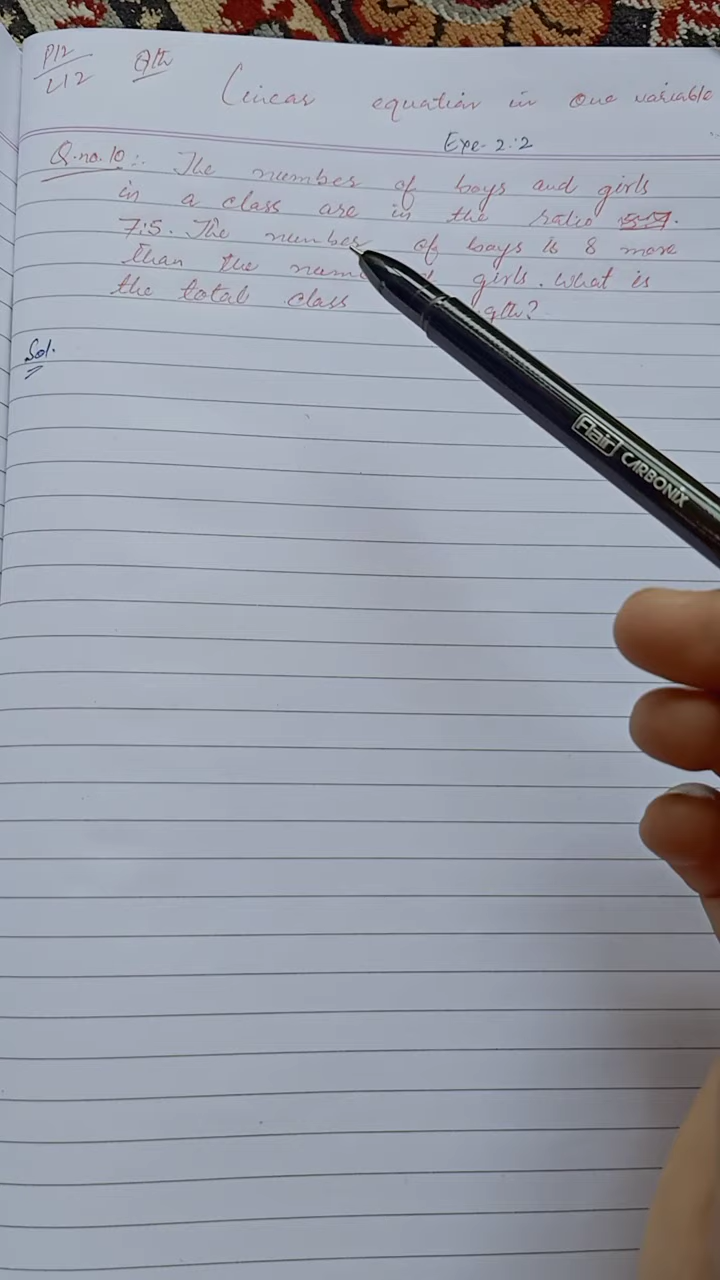 P12
L12
8th
Linear equation in one variable
Exe-2:2
Q.no.10:. The number of boys and girls
in a class are in the ratio
7:5. The number of boys is 8 more
than the girls. What is
the total class
Sol.
Flair CARBONIX